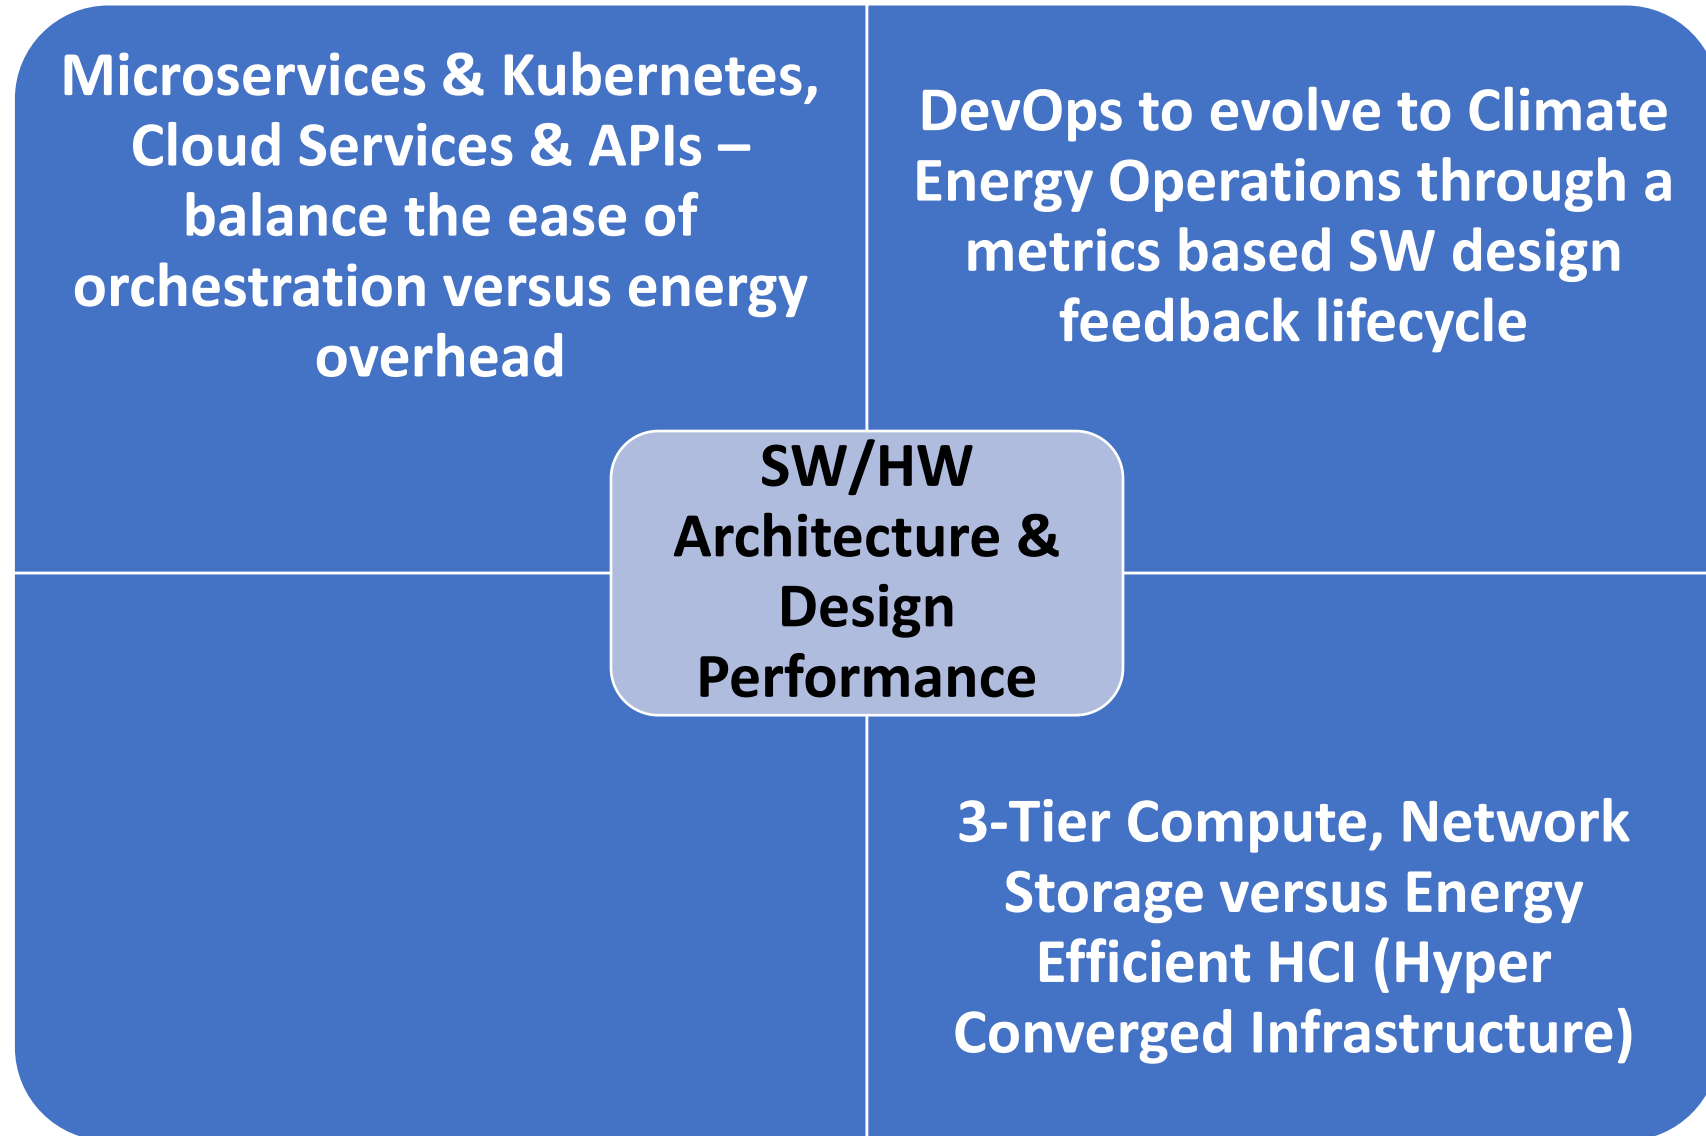 Microservices & Kubernetes,
Cloud Services & APIs –
balance the ease of
orchestration versus energy
overhead
DevOps to evolve to Climate
Energy Operations through a
metrics based SW design
feedback lifecycle
SW/HW
Architecture &
Design
Performance
3-Tier Compute, Network
Storage versus Energy
Efficient HCI (Hyper
Converged Infrastructure)